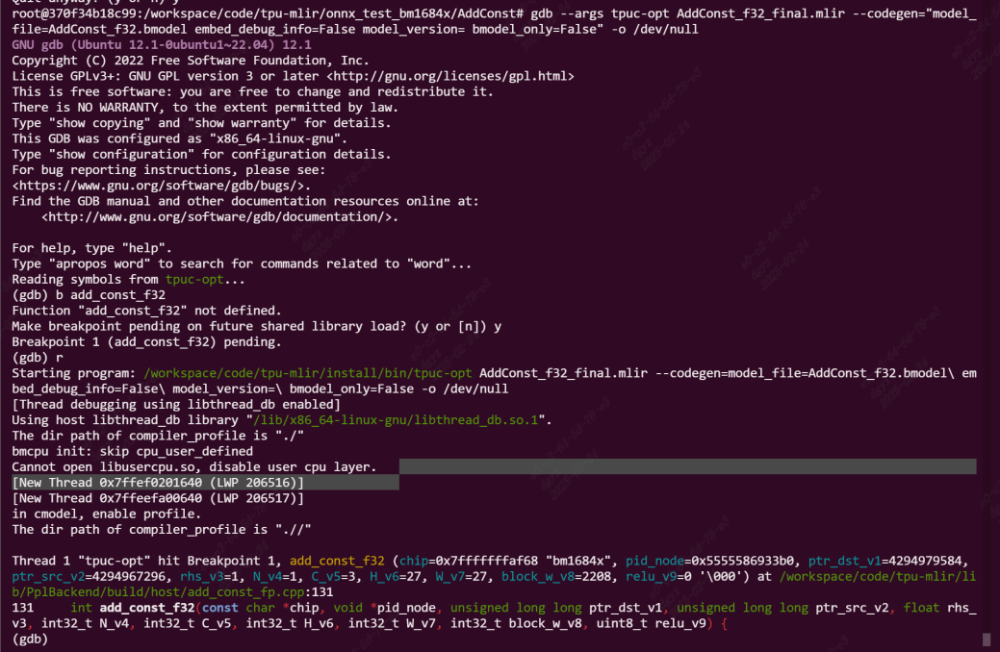 Quit anyway? (y or n) y
root@370f34b18c99:/workspace/code/tpu-mlir/onnx_test_bm1684x/AddConst# gdb --args tpuc-opt AddConst_f32_final.mlir --codegen="model_
file=AddConst_f32.bmodel embed_debug_info=False model_version= bmodel_only=False" -o /dev/null
GNU gdb (Ubuntu 12.1-0ubuntu1~22.04) 12.1
Copyright (C) 2022 Free Software Foundation, Inc.
License GPLv3+: GNU GPL version 3 or later <http://gnu.org/licenses/gpl.html>
This is free software: you are free to change and redistribute it.
There is NO WARRANTY, to the extent permitted by law.
Type "show copying" and "show warranty" for details.
This GDB was configured as "x86_64-linux-gnu".
Type "show configuration" for configuration details.
For bug reporting instructions, please see:
<https://www.gnu.org/software/gdb/bugs/>.
Find the GDB manual and other documentation resources online at:
    <http://www.gnu.org/software/gdb/documentation/>.

For help, type "help".
Type "apropos word" to search for commands related to "word"...
Reading symbols from tpuc-opt...
(gdb) b add_const_f32
Function "add_const_f32" not defined.
Make breakpoint pending on future shared library load? (y or [n]) y
Breakpoint 1 (add_const_f32) pending.
(gdb) r
Starting program: /workspace/code/tpu-mlir/install/bin/tpuc-opt AddConst_f32_final.mlir --codegen=model_file=AddConst_f32.bmodel\ em
bed_debug_info=False\ model_version=\ bmodel_only=False -o /dev/null
[Thread debugging using libthread_db enabled]
Using host libthread_db library "/lib/x86_64-linux-gnu/libthread_db.so.1".
The dir path of compiler_profile is "./"
bmcpu init: skip cpu_user_defined
Cannot open libusercpu.so, disable user cpu layer.
[New Thread 0x7ffef0201640 (LWP 206516)]
[New Thread 0x7ffeefa00640 (LWP 206517)]
in cmodel, enable profile.
The dir path of compiler_profile is ".//"

Thread 1 "tpuc-opt" hit Breakpoint 1, add_const_f32 (chip=0x7fffffffaf68 "bm1684x", pid_node=0x5555586933b0, ptr_dst_v1=4294979584,
ptr_src_v2=4294967296, rhs_v3=1, N_v4=1, C_v5=3, H_v6=27, W_v7=27, block_w_v8=2208, relu_v9=0 '\000') at /workspace/code/tpu-mlir/li
b/PplBackend/build/host/add_const_fp.cpp:131
131     int add_const_f32(const char *chip, void *pid_node, unsigned long long ptr_dst_v1, unsigned long long ptr_src_v2, float rhs_
v3, int32_t N_v4, int32_t C_v5, int32_t H_v6, int32_t W_v7, int32_t block_w_v8, uint8_t relu_v9) {
(gdb)